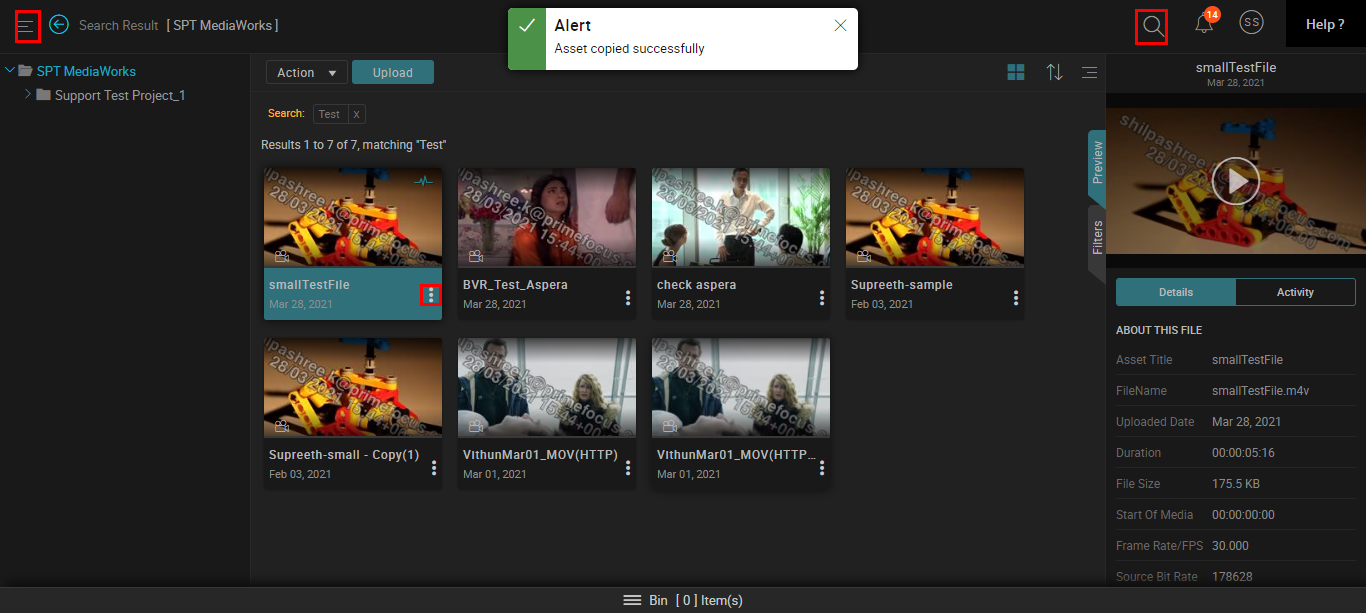 Search Result [ SPT MediaWorks ]
Alert
Asset copied successfully
14
SS
Help ?
SPT MediaWorks
Support Test Project_1
Action
Upload
Search: Test x
Results 1 to 7 of 7, matching "Test"
smallTestFile
Mar 28, 2021
BVR_Test_Aspera
Mar 28, 2021
check aspera
Mar 28, 2021
Supreeth-sample
Feb 03, 2021
Supreeth-small - Copy(1)
Feb 03, 2021
VithunMar01_MOV(HTTP)
Mar 01, 2021
VithunMar01_MOV(HTTP...
Mar 01, 2021
Preview
Filters
smallTestFile
Mar 28, 2021
shilpashree
28.03.2021
Details
Activity
ABOUT THIS FILE
Asset Title smallTestFile
FileName smallTestFile.m4v
Uploaded Date Mar 28, 2021
Duration 00:00:05:16
File Size 175.5 KB
Start Of Media 00:00:00:00
Frame Rate/FPS 30.000
Source Bit Rate 178628
Bin [ 0 ] Item(s)